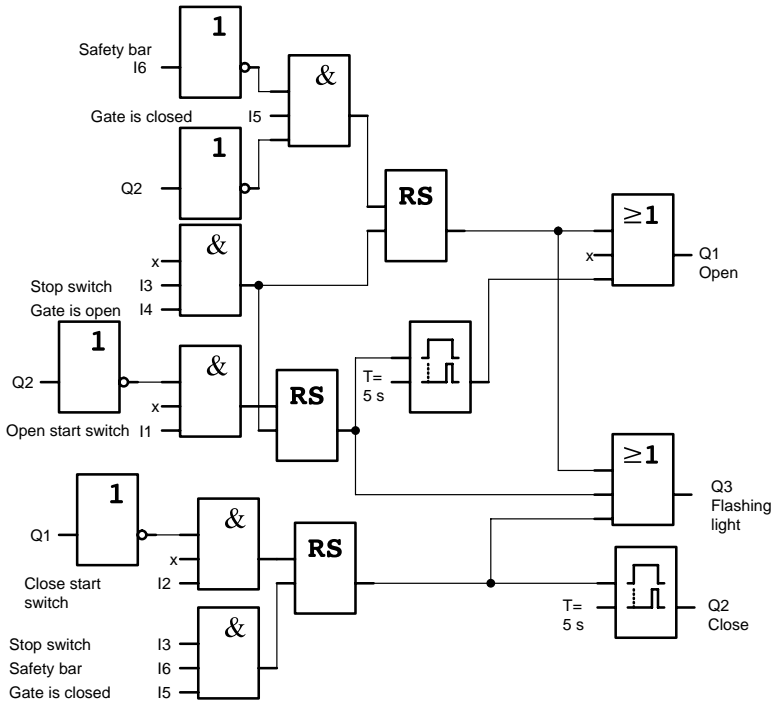 1
Safety bar
I6
&
Gate is closed I5
1
Q2
RS
≥1
&
x
x
Q1
Open
Stop switch I3
Gate is open I4
1
&
T=
5 s
Q2
RS
x
Open start switch I1
≥1
1
Q3
Flashing
light
&
Q1
RS
x
Close start
switch
I2
&
T=
5 s
Q2
Close
Stop switch I3
Safety bar I6
Gate is closed I5